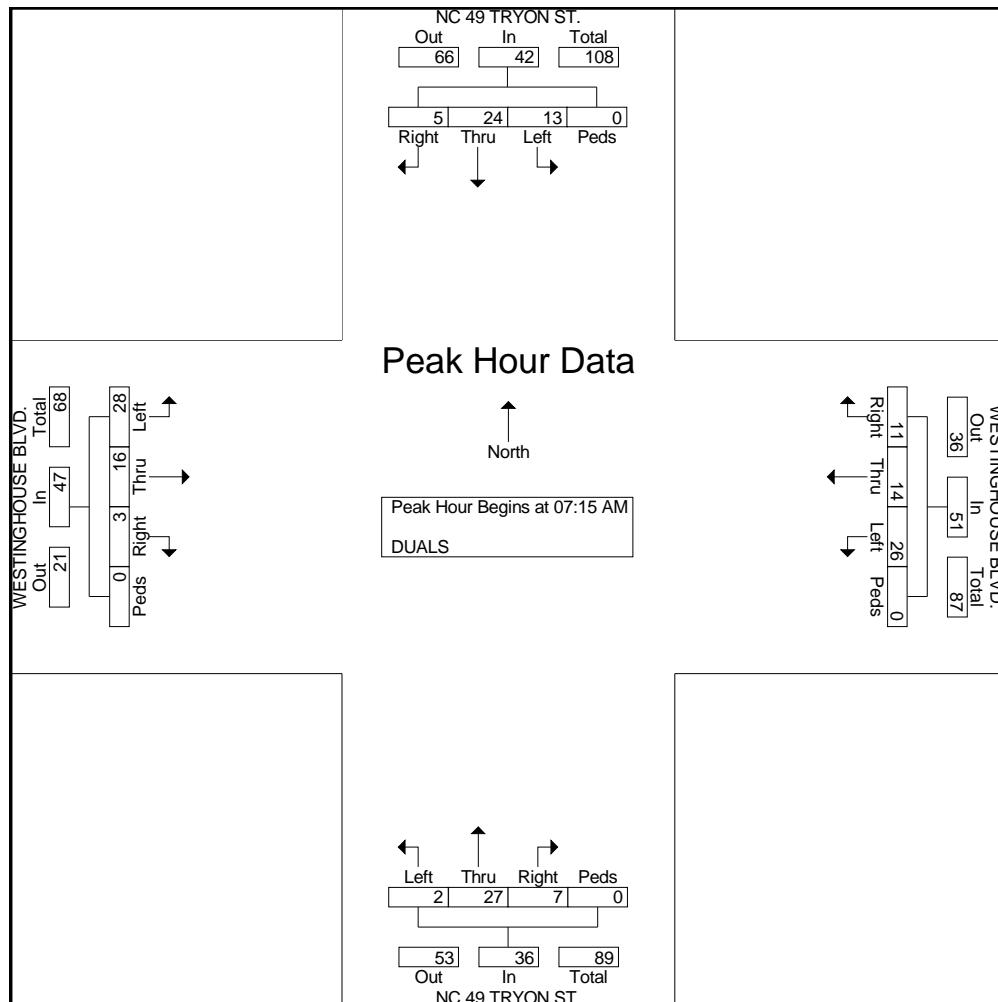 NC 49 TRYON ST.
Out In Total
66 42 108
5 24 13 0
Right Thru Left Peds
Peak Hour Data
North
Peak Hour Begins at 07:15 AM
DUALS
WESTINGHOUSE BLVD.
Total In Out
68 47 21
28 16 3 0
Left Thru Right Peds
WESTINGHOUSE BLVD.
Out In Total
36 51 87
11 14 26 0
Right Thru Left Peds
Left Thru Right Peds
2 27 7 0
53 36 89
Out In Total
NC 49 TRYON ST.